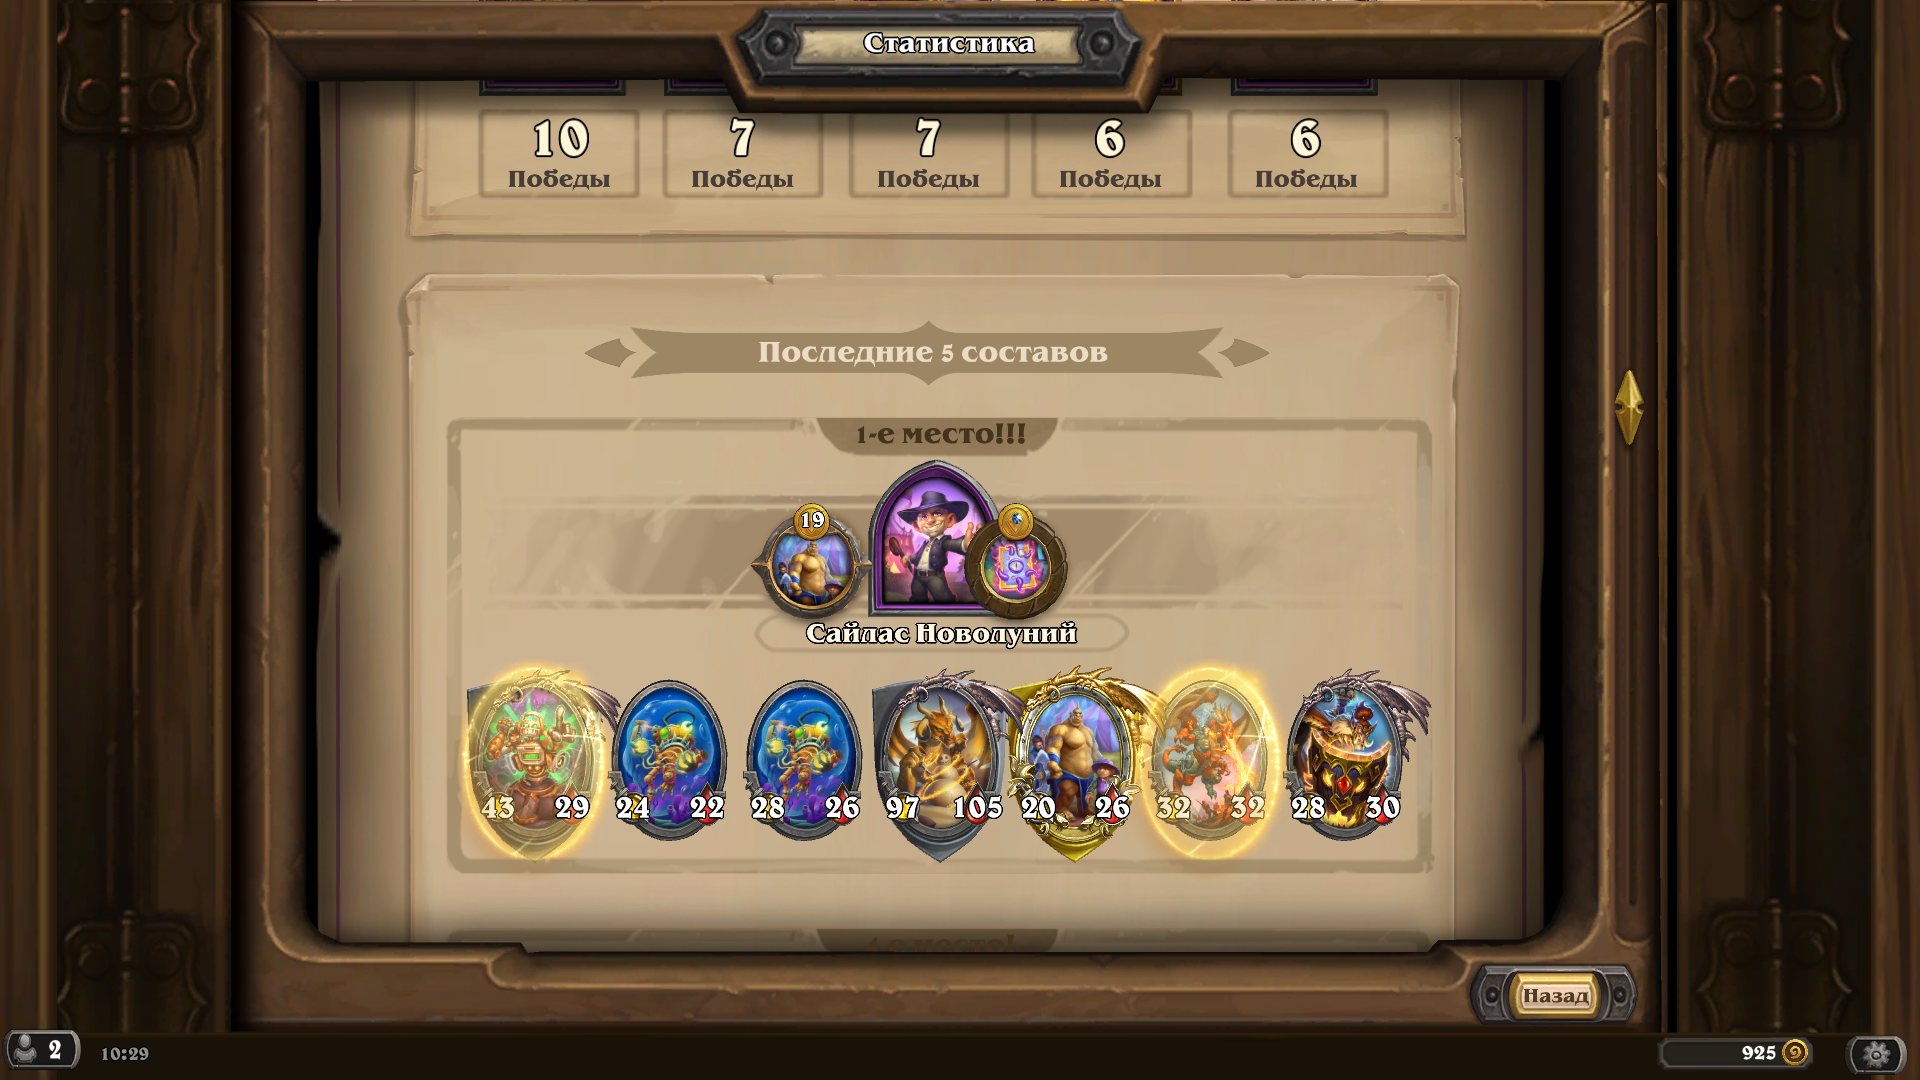 Статистика
10 7 7 6 6
Победы Победы Победы Победы Победы
Последние 5 составов
1-е место!!!
19
Сайлас Новолуний
43 29 24 22 28 26 97 105 20 26 32 32 28 30
Назад
2 10:29 925